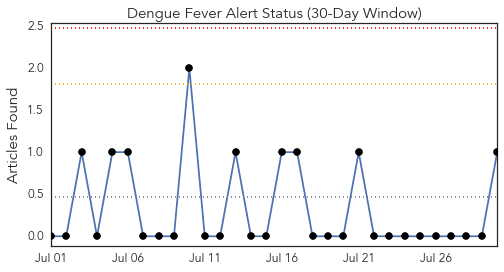 Dengue Fever Alert Status (30-Day Window)
Articles Found
2.5
2.0
1.5
1.0
0.5
0.0
Jul 01 Jul 06 Jul 11 Jul 16 Jul 21 Jul 26